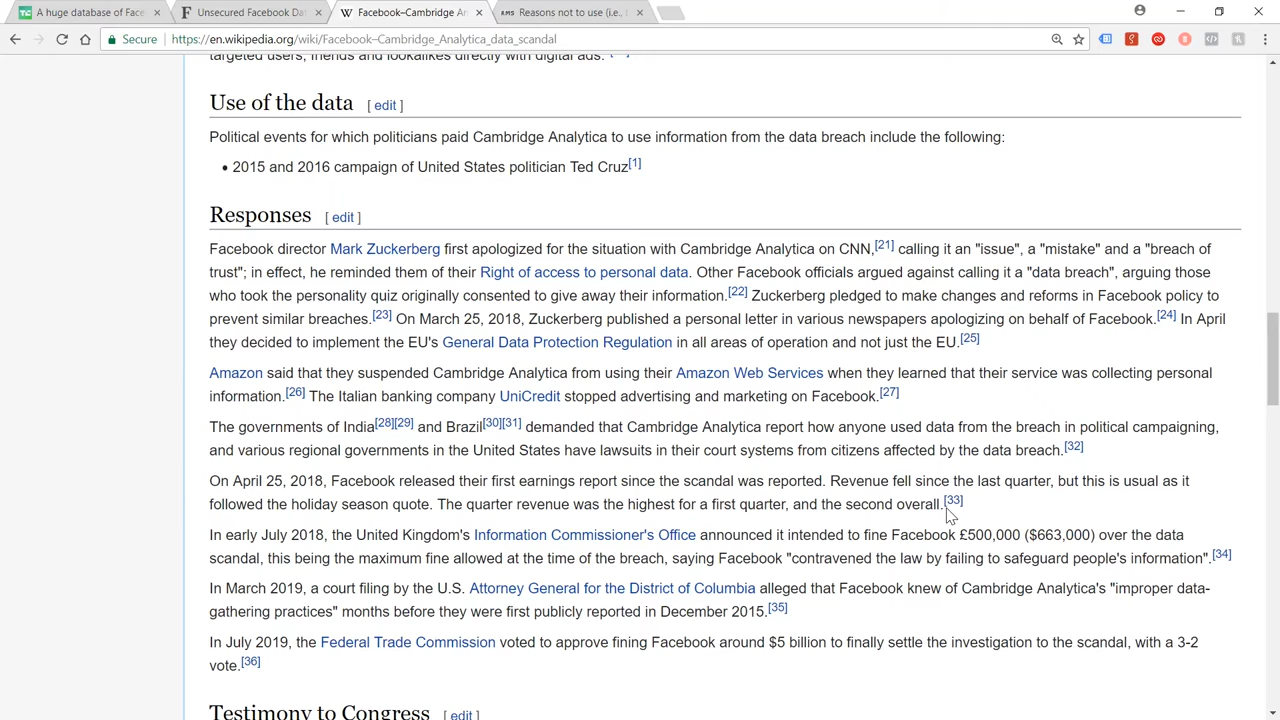 A huge database of Face
Unsecured Facebook Da
Facebook–Cambridge An
Reasons not to use (i.e.,
Secure https://en.wikipedia.org/wiki/Facebook–Cambridge_Analytica_data_scandal
targeted users, friends and lookalikes directly with digital ads.
Use of the data [ edit ]
Political events for which politicians paid Cambridge Analytica to use information from the data breach include the following:
• 2015 and 2016 campaign of United States politician Ted Cruz[1]
Responses [ edit ]
Facebook director Mark Zuckerberg first apologized for the situation with Cambridge Analytica on CNN,[21] calling it an "issue", a "mistake" and a "breach of
trust"; in effect, he reminded them of their Right of access to personal data. Other Facebook officials argued against calling it a "data breach", arguing those
who took the personality quiz originally consented to give away their information.[22] Zuckerberg pledged to make changes and reforms in Facebook policy to
prevent similar breaches.[23] On March 25, 2018, Zuckerberg published a personal letter in various newspapers apologizing on behalf of Facebook.[24] In April
they decided to implement the EU's General Data Protection Regulation in all areas of operation and not just the EU.[25]
Amazon said that they suspended Cambridge Analytica from using their Amazon Web Services when they learned that their service was collecting personal
information.[26] The Italian banking company UniCredit stopped advertising and marketing on Facebook.[27]
The governments of India[28][29] and Brazil[30][31] demanded that Cambridge Analytica report how anyone used data from the breach in political campaigning,
and various regional governments in the United States have lawsuits in their court systems from citizens affected by the data breach.[32]
On April 25, 2018, Facebook released their first earnings report since the scandal was reported. Revenue fell since the last quarter, but this is usual as it
followed the holiday season quote. The quarter revenue was the highest for a first quarter, and the second overall.[33]
In early July 2018, the United Kingdom's Information Commissioner's Office announced it intended to fine Facebook £500,000 ($663,000) over the data
scandal, this being the maximum fine allowed at the time of the breach, saying Facebook "contravened the law by failing to safeguard people's information".[34]
In March 2019, a court filing by the U.S. Attorney General for the District of Columbia alleged that Facebook knew of Cambridge Analytica's "improper data-
gathering practices" months before they were first publicly reported in December 2015.[35]
In July 2019, the Federal Trade Commission voted to approve fining Facebook around $5 billion to finally settle the investigation to the scandal, with a 3-2
vote.[36]
Testimony to Congress [ edit ]